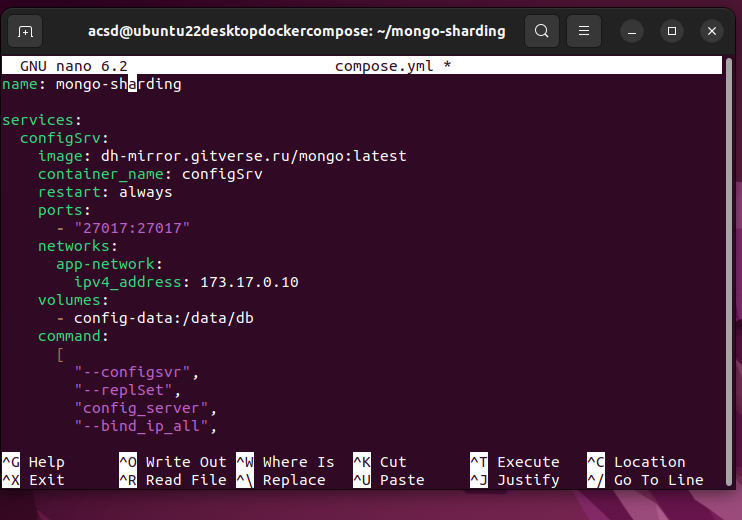 acsd@ubuntu22desktopdockercompose: ~/mongo-sharding
GNU nano 6.2 compose.yml *
name: mongo-sharding
services:
configSrv:
image: dh-mirror.gitverse.ru/mongo:latest
container_name: configSrv
restart: always
ports:
- "27017:27017"
networks:
app-network:
ipv4_address: 173.17.0.10
volumes:
- config-data:/data/db
command:
[
"--configsvr",
"--replSet",
"config_server",
"--bind_ip_all",
^G Help ^O Write Out ^W Where Is ^K Cut ^T Execute ^C Location
^X Exit ^R Read File ^\ Replace ^U Paste ^J Justify ^/ Go To Line